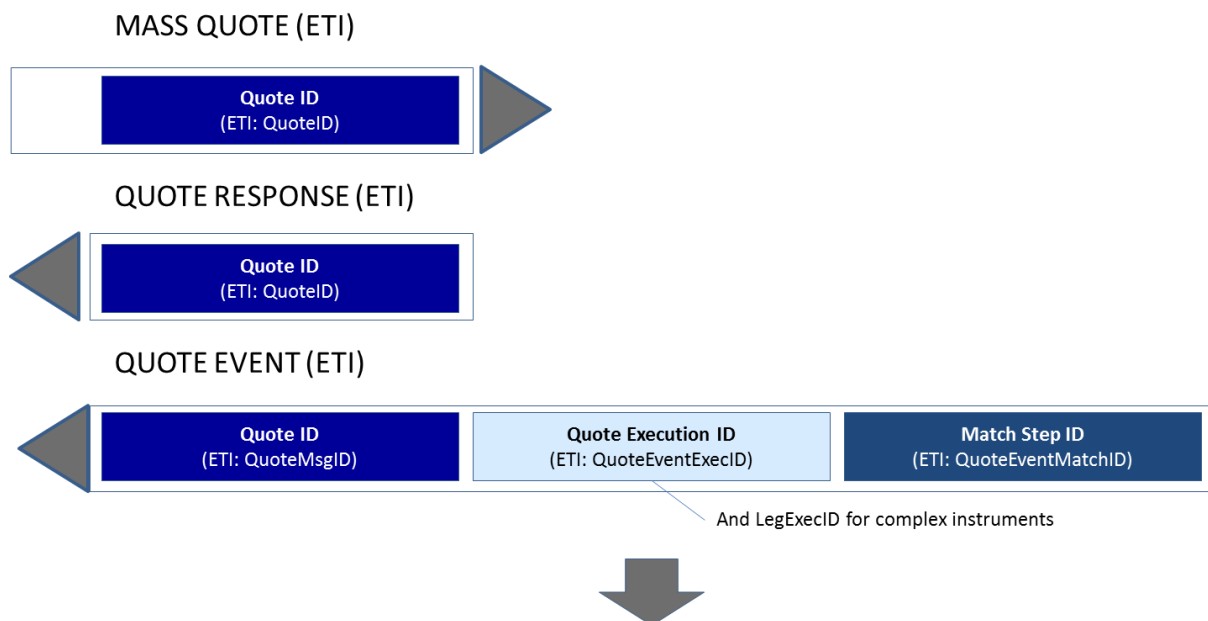 MASS QUOTE (ETI)
Quote ID
(ETI: QuoteID)
QUOTE RESPONSE (ETI)
Quote ID
(ETI: QuoteID)
QUOTE EVENT (ETI)
Quote ID
(ETI: QuoteMsgID)
Quote Execution ID
(ETI: QuoteEventExecID)
Match Step ID
(ETI: QuoteEventMatchID)
And LegExecID for complex instruments